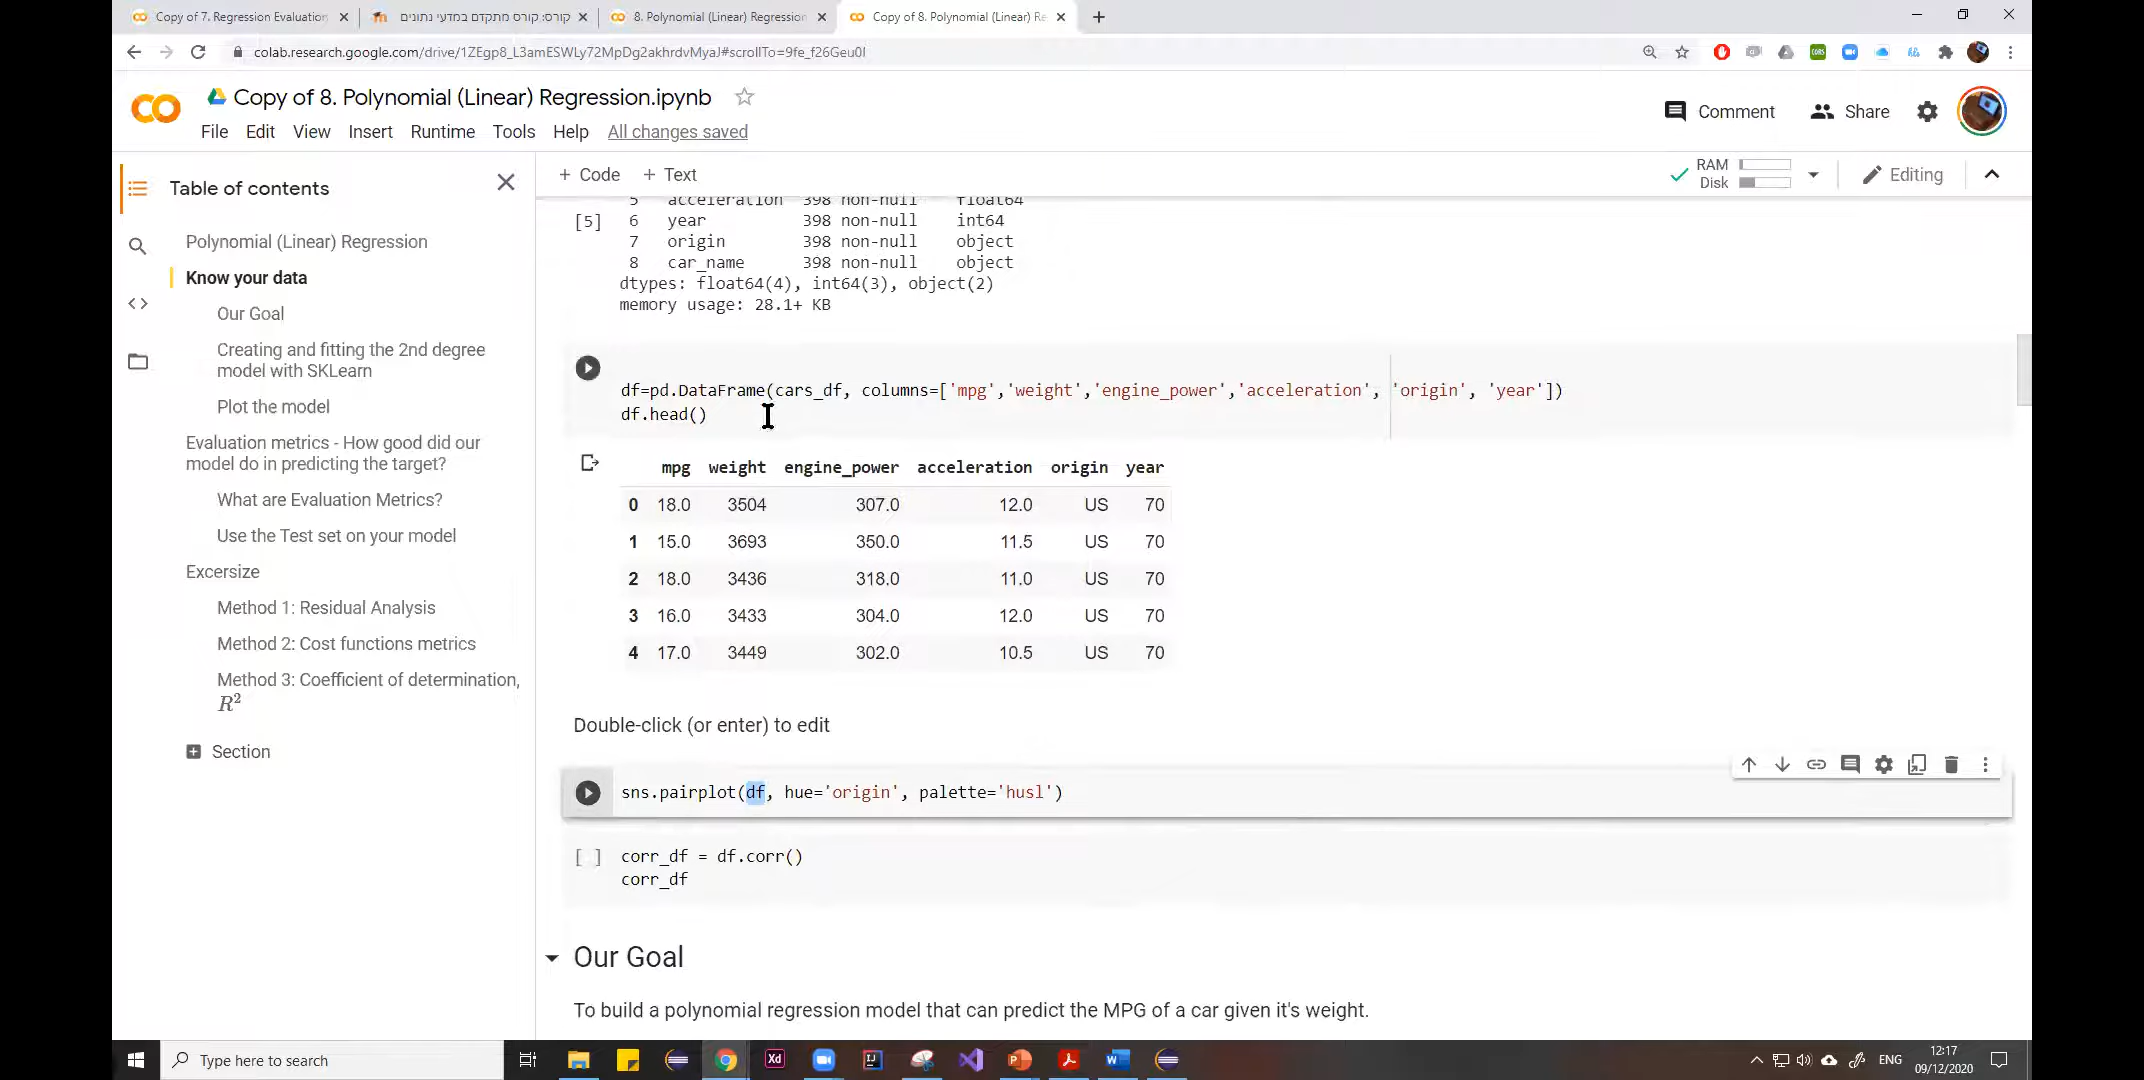 Copy of 7. Regression Evaluation
קורס: קורס מתקדם במדעי נתונים
8. Polynomial (Linear) Regression
Copy of 8. Polynomial (Linear) Re
colab.research.google.com/drive/1ZEgp8_L3amESWLy72MpDg2akhrdvMyaJ#scrollTo=9fe_f26Geu0I
Copy of 8. Polynomial (Linear) Regression.ipynb
File Edit View Insert Runtime Tools Help All changes saved
Comment Share
Table of contents
Polynomial (Linear) Regression
Know your data
Our Goal
Creating and fitting the 2nd degree
model with SKLearn
Plot the model
Evaluation metrics - How good did our
model do in predicting the target?
What are Evaluation Metrics?
Use the Test set on your model
Excersize
Method 1: Residual Analysis
Method 2: Cost functions metrics
Method 3: Coefficient of determination,
R²
Section
+ Code + Text
RAM
Disk
Editing
5 acceleration 398 non-null float64
[5] 6 year 398 non-null int64
7 origin 398 non-null object
8 car_name 398 non-null object
dtypes: float64(4), int64(3), object(2)
memory usage: 28.1+ KB
df=pd.DataFrame(cars_df, columns=['mpg','weight','engine_power','acceleration', 'origin', 'year'])
df.head()
mpg weight engine_power acceleration origin year
0 18.0 3504 307.0 12.0 US 70
1 15.0 3693 350.0 11.5 US 70
2 18.0 3436 318.0 11.0 US 70
3 16.0 3433 304.0 12.0 US 70
4 17.0 3449 302.0 10.5 US 70
Double-click (or enter) to edit
sns.pairplot(df, hue='origin', palette='husl')
[ ] corr_df = df.corr()
corr_df
Our Goal
To build a polynomial regression model that can predict the MPG of a car given it's weight.
Type here to search
Xd
ENG
12:17
09/12/2020